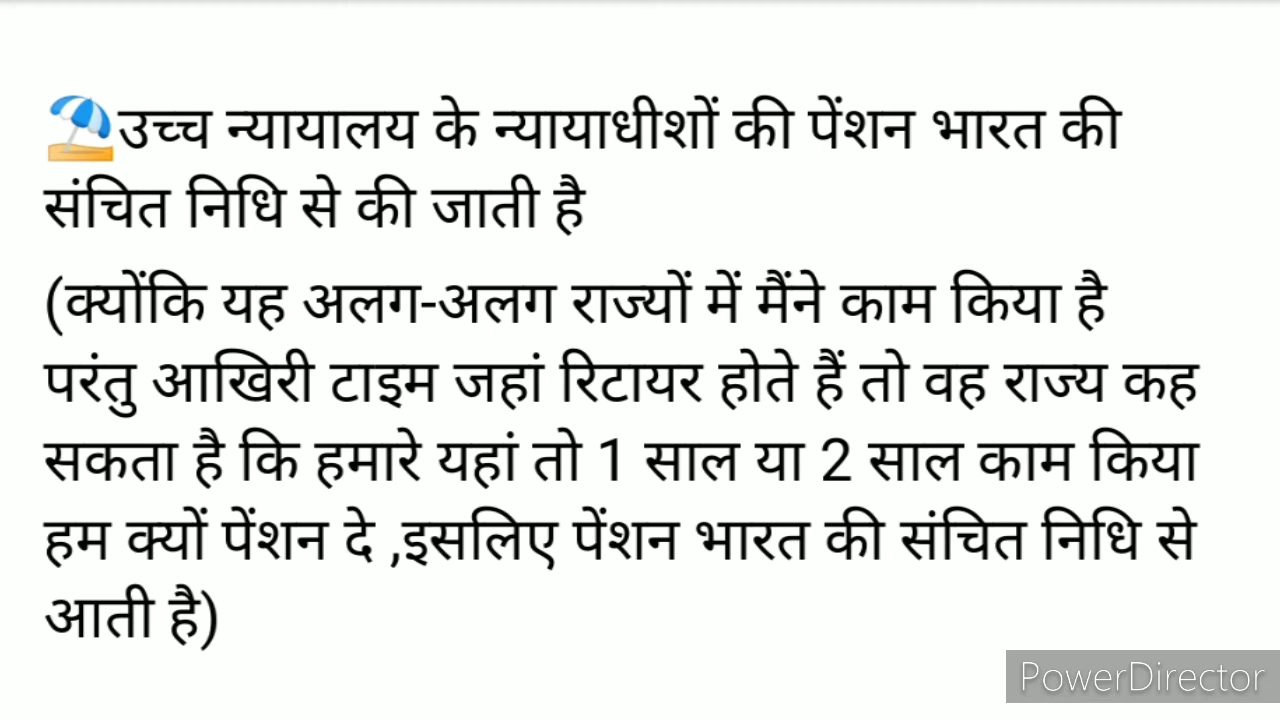 🏖️उच्च न्यायालय के न्यायाधीशों की पेंशन भारत की
संचित निधि से की जाती है
(क्योंकि यह अलग-अलग राज्यों में मैंने काम किया है
परंतु आखिरी टाइम जहां रिटायर होते हैं तो वह राज्य कह
सकता है कि हमारे यहां तो 1 साल या 2 साल काम किया
हम क्यों पेंशन दे ,इसलिए पेंशन भारत की संचित निधि से
आती है)
PowerDirector